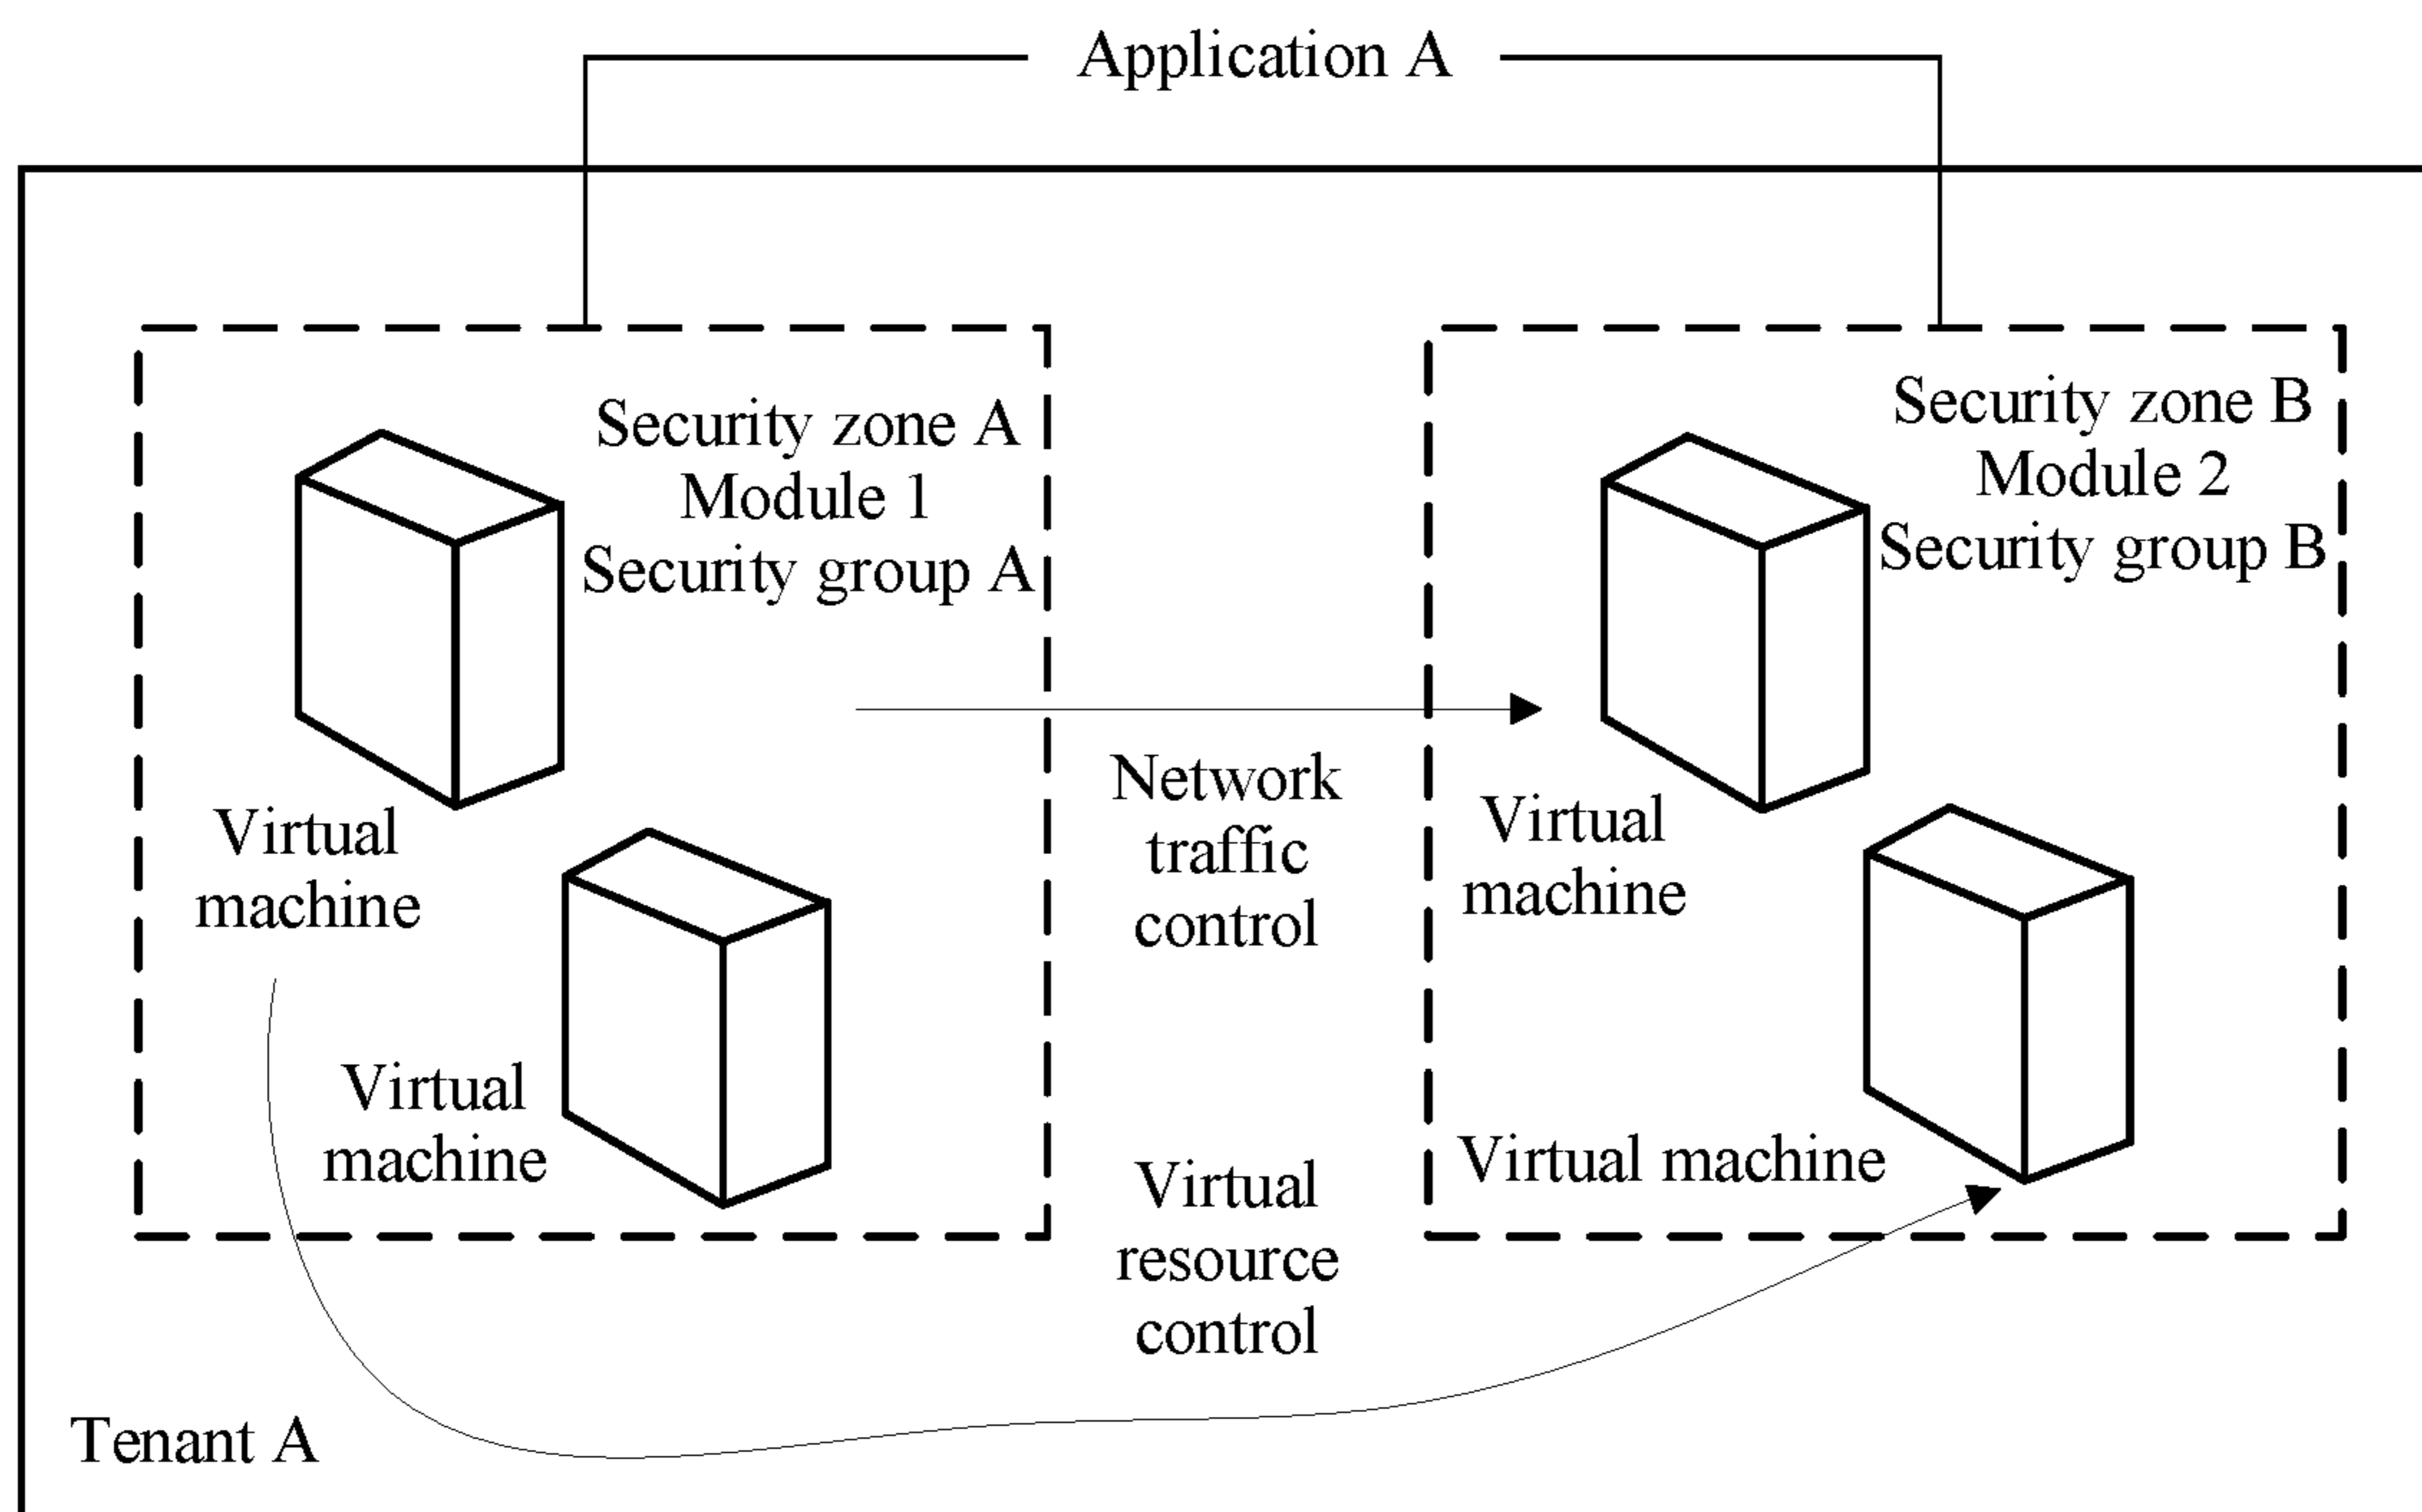 Application A
Security zone A
Module 1
Security group A
Virtual
machine
Virtual
machine
Network
traffic
control
Virtual
resource
control
Security zone B
Module 2
Security group B
Virtual
machine
Virtual machine
Tenant A